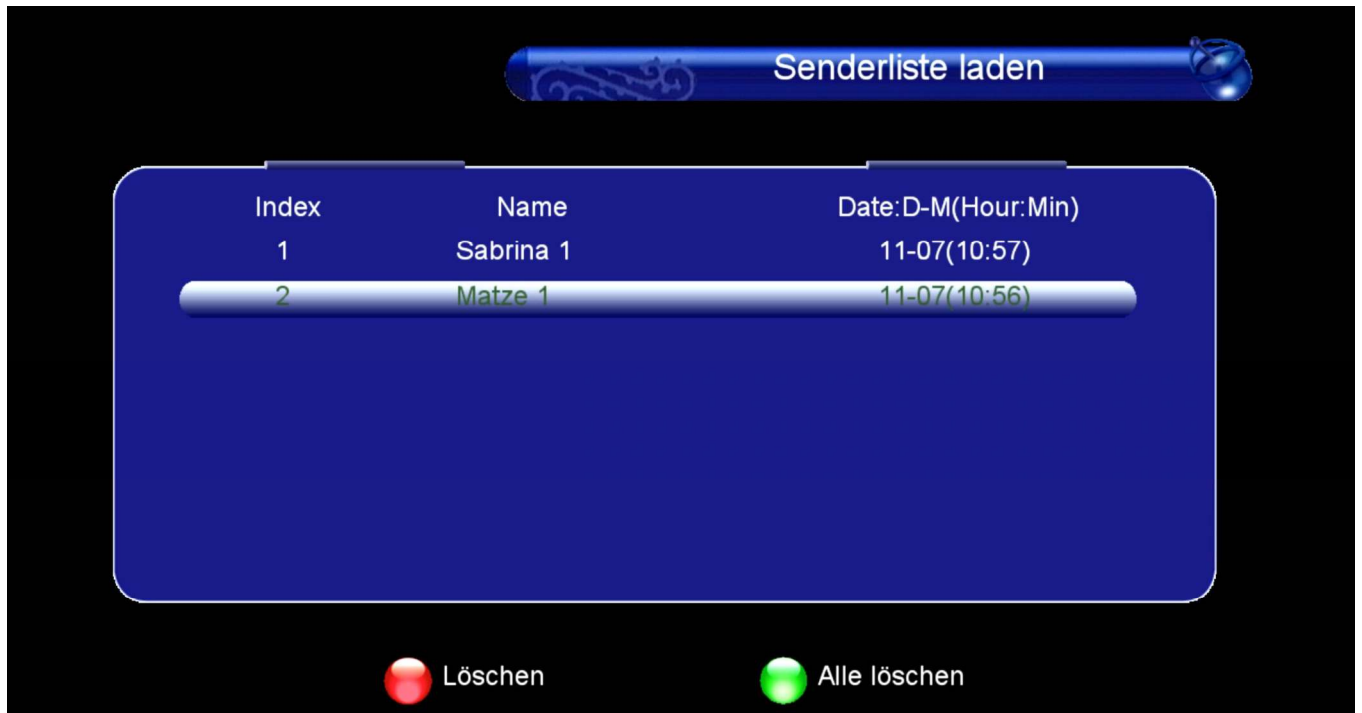 Senderliste laden
Index Name Date:D-M(Hour:Min)
1 Sabrina 1 11-07(10:57)
2 Matze 1 11-07(10:56)
Löschen Alle löschen